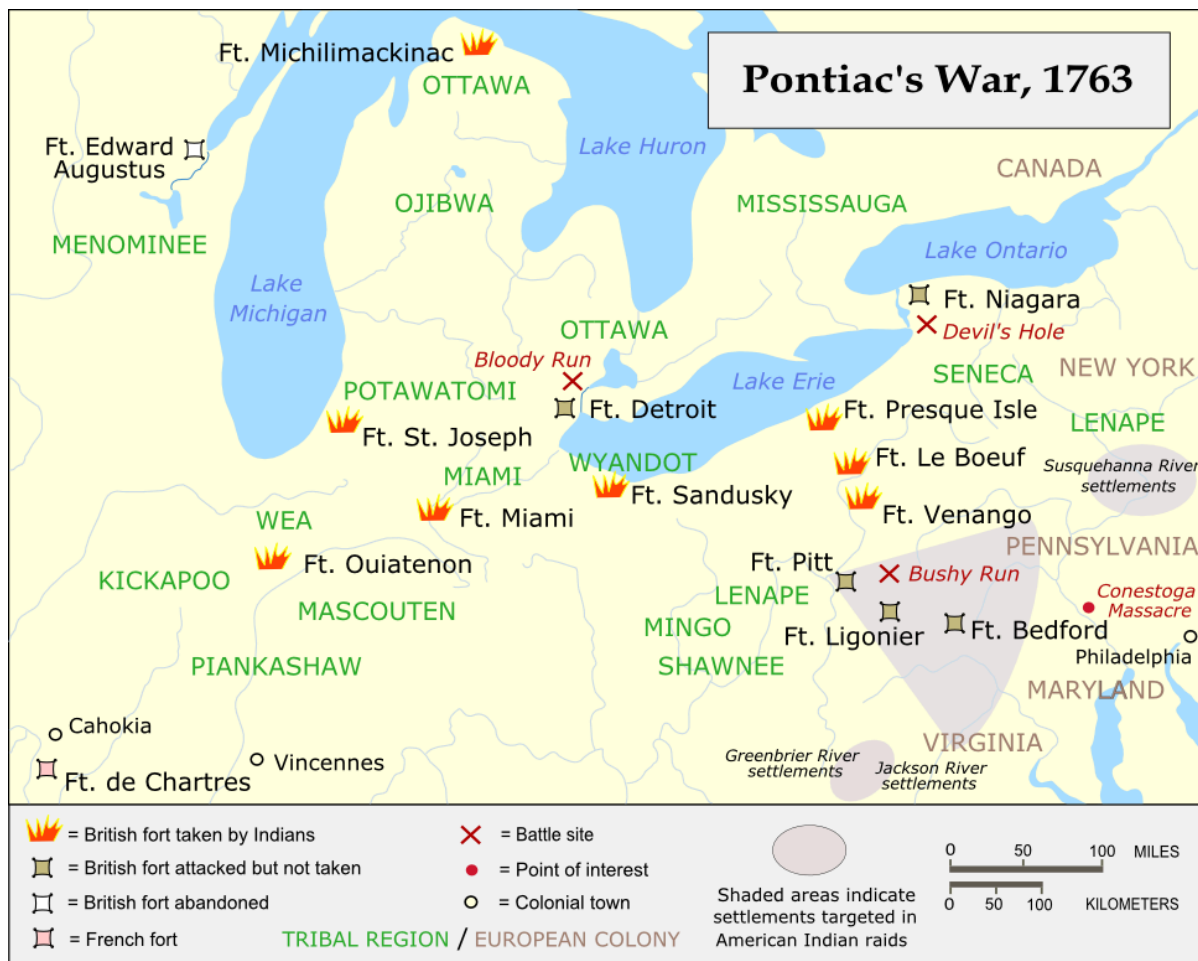 Pontiac's War, 1763
Ft. Michilimackinac
OTTAWA
Ft. Edward
Augustus
Lake Huron
CANADA
OJIBWA
MISSISSAUGA
MENOMINEE
Lake Ontario
Lake
Michigan
Ft. Niagara
OTTAWA
Devil's Hole
Bloody Run
NEW YORK
SENECA
Lake Erie
POTAWATOMI
Ft. Detroit
Ft. Presque Isle
LENAPE
Ft. St. Joseph
Ft. Le Boeuf
WYANDOT
Susquehanna River
settlements
MIAMI
Ft. Sandusky
Ft. Miami
Ft. Venango
WEA
PENNSYLVANIA
Ft. Ouiatenon
Ft. Pitt
Bushy Run
KICKAPOO
LENAPE
Conestoga
Massacre
MASCOUTEN
MINGO
Ft. Ligonier
Ft. Bedford
PIANKASHAW
SHAWNEE
Philadelphia
MARYLAND
Cahokia
VIRGINIA
Vincennes
Greenbrier River
settlements
Jackson River
settlements
Ft. de Chartres
= British fort taken by Indians
= British fort attacked but not taken
= British fort abandoned
= French fort
= Battle site
= Point of interest
= Colonial town
TRIBAL REGION / EUROPEAN COLONY
Shaded areas indicate
settlements targeted in
American Indian raids
0 50 100 MILES
0 50 100 KILOMETERS